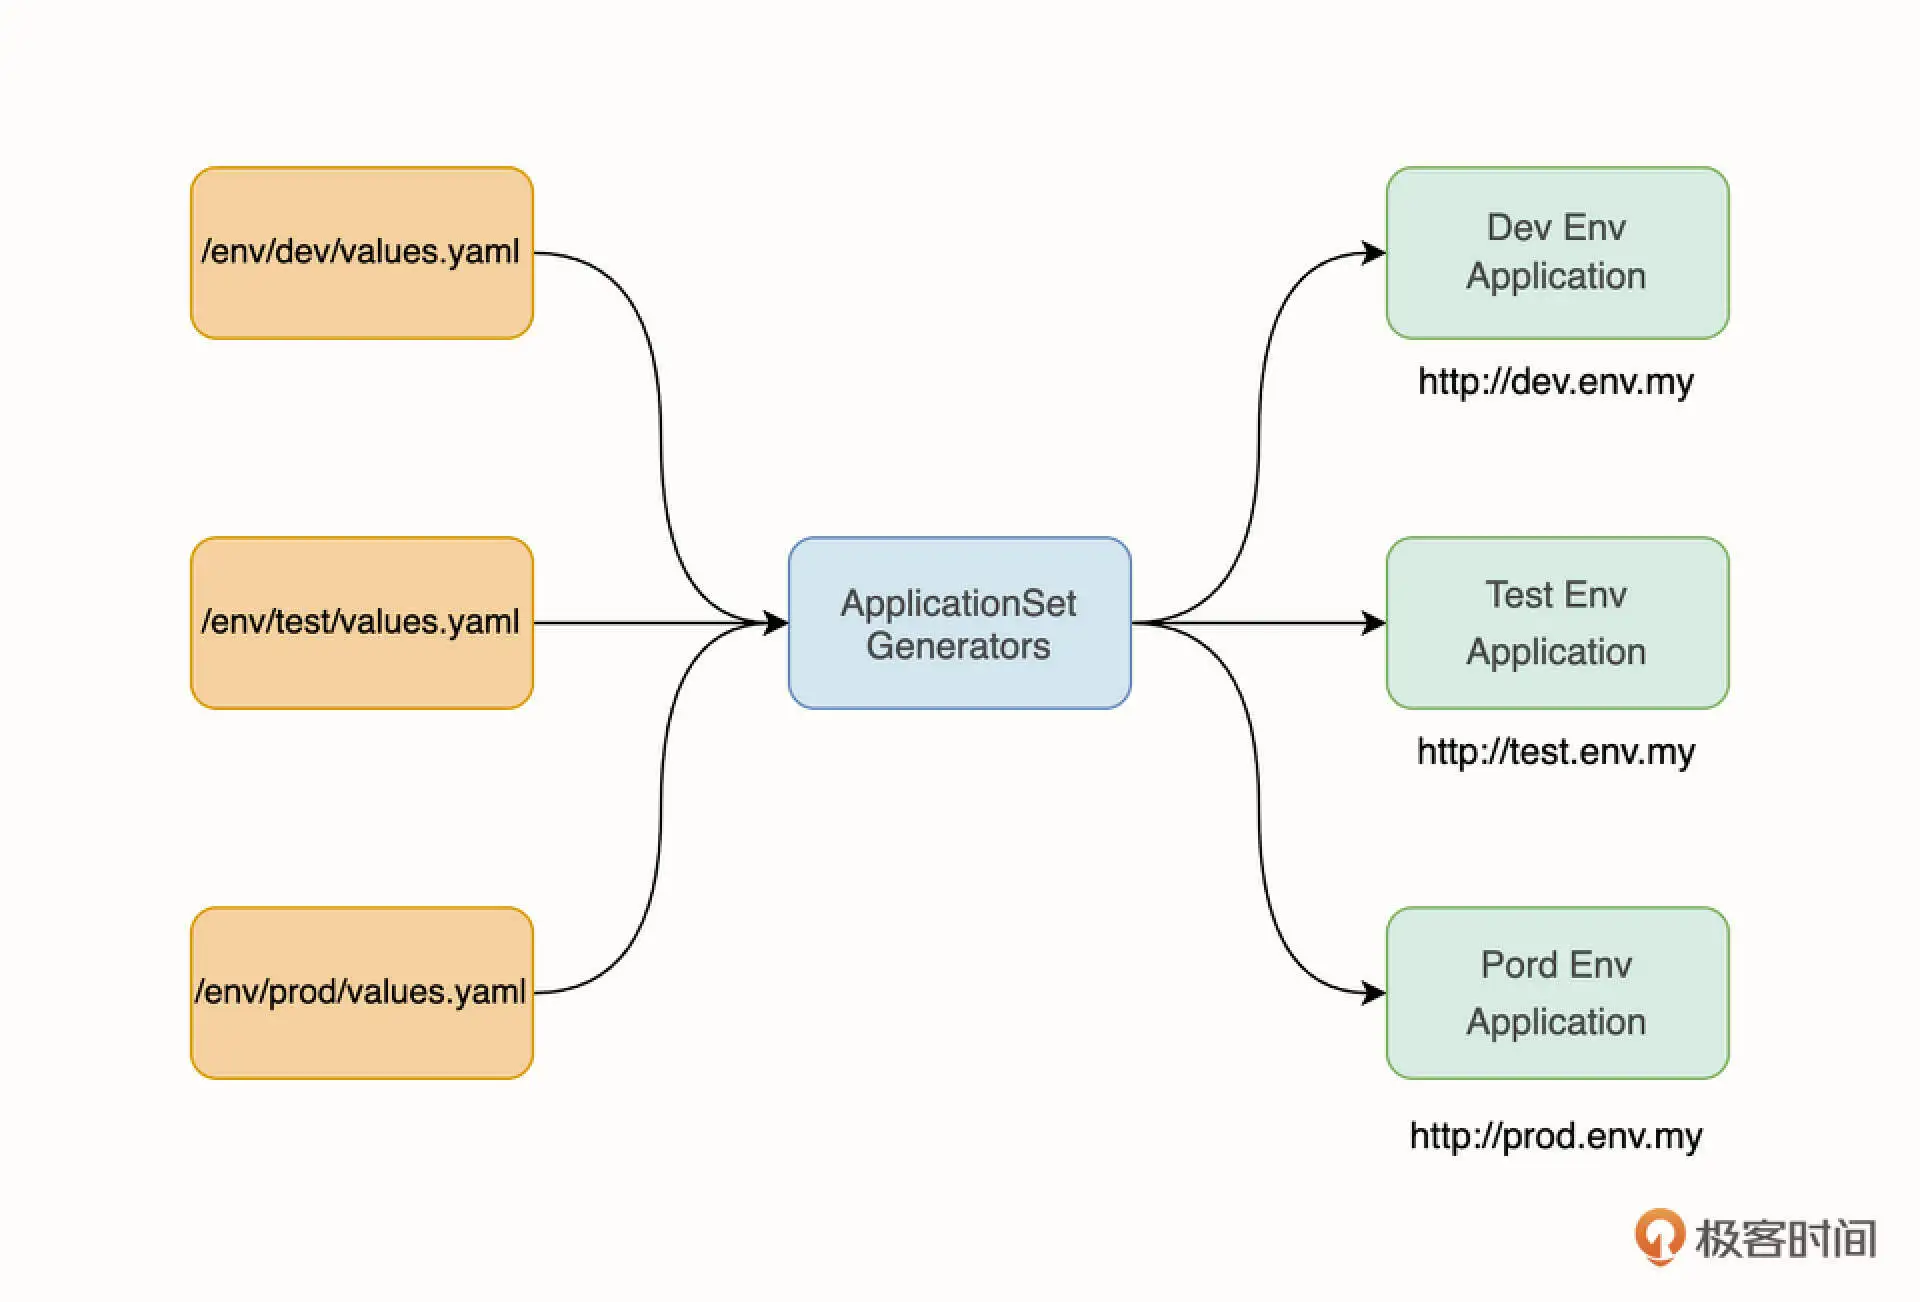 /env/dev/values.yaml
Dev Env
Application
http://dev.env.my
/env/test/values.yaml
ApplicationSet
Generators
Test Env
Application
http://test.env.my
/env/prod/values.yaml
Pord Env
Application
http://prod.env.my
极客时间